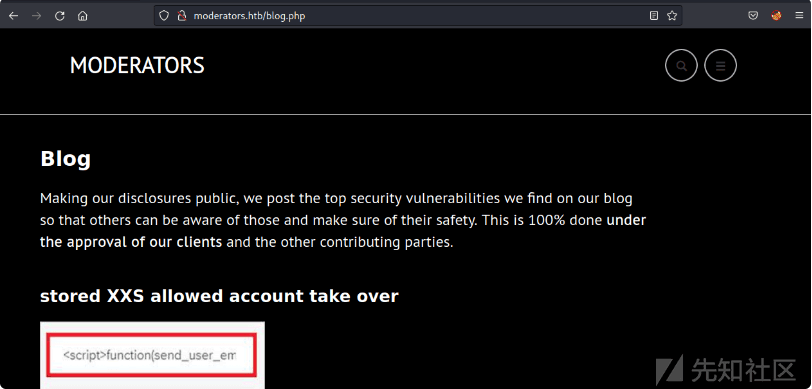 moderators.htb/blog.php
MODERATORS
Blog
Making our disclosures public, we post the top security vulnerabilities we find on our blog
so that others can be aware of those and make sure of their safety. This is 100% done under
the approval of our clients and the other contributing parties.
stored XXS allowed account take over
<script>function(send_user_em
先知社区